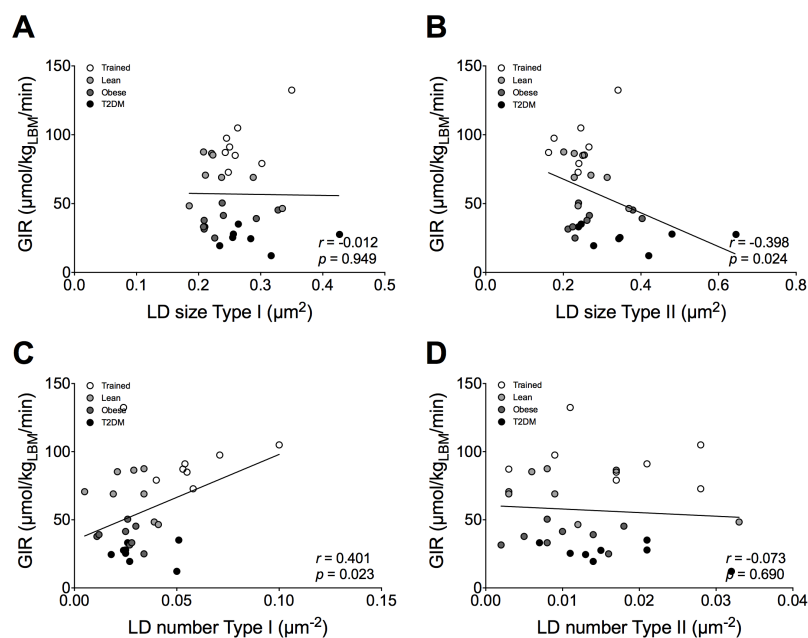 A
GIR (µmol/kgLBM/min)
150
100
50
0
Trained
Lean
Obese
T2DM
r = -0.012
p = 0.949
0.0 0.1 0.2 0.3 0.4 0.5
LD size Type I (µm²)
B
GIR (µmol/kgLBM/min)
150
100
50
0
Trained
Lean
Obese
T2DM
r = -0.398
p = 0.024
0.0 0.2 0.4 0.6 0.8
LD size Type II (µm²)
C
GIR (µmol/kgLBM/min)
150
100
50
0
Trained
Lean
Obese
T2DM
r = 0.401
p = 0.023
0.00 0.05 0.10 0.15
LD number Type I (µm⁻²)
D
GIR (µmol/kgLBM/min)
150
100
50
0
Trained
Lean
Obese
T2DM
r = -0.073
p = 0.690
0.00 0.01 0.02 0.03 0.04
LD number Type II (µm⁻²)